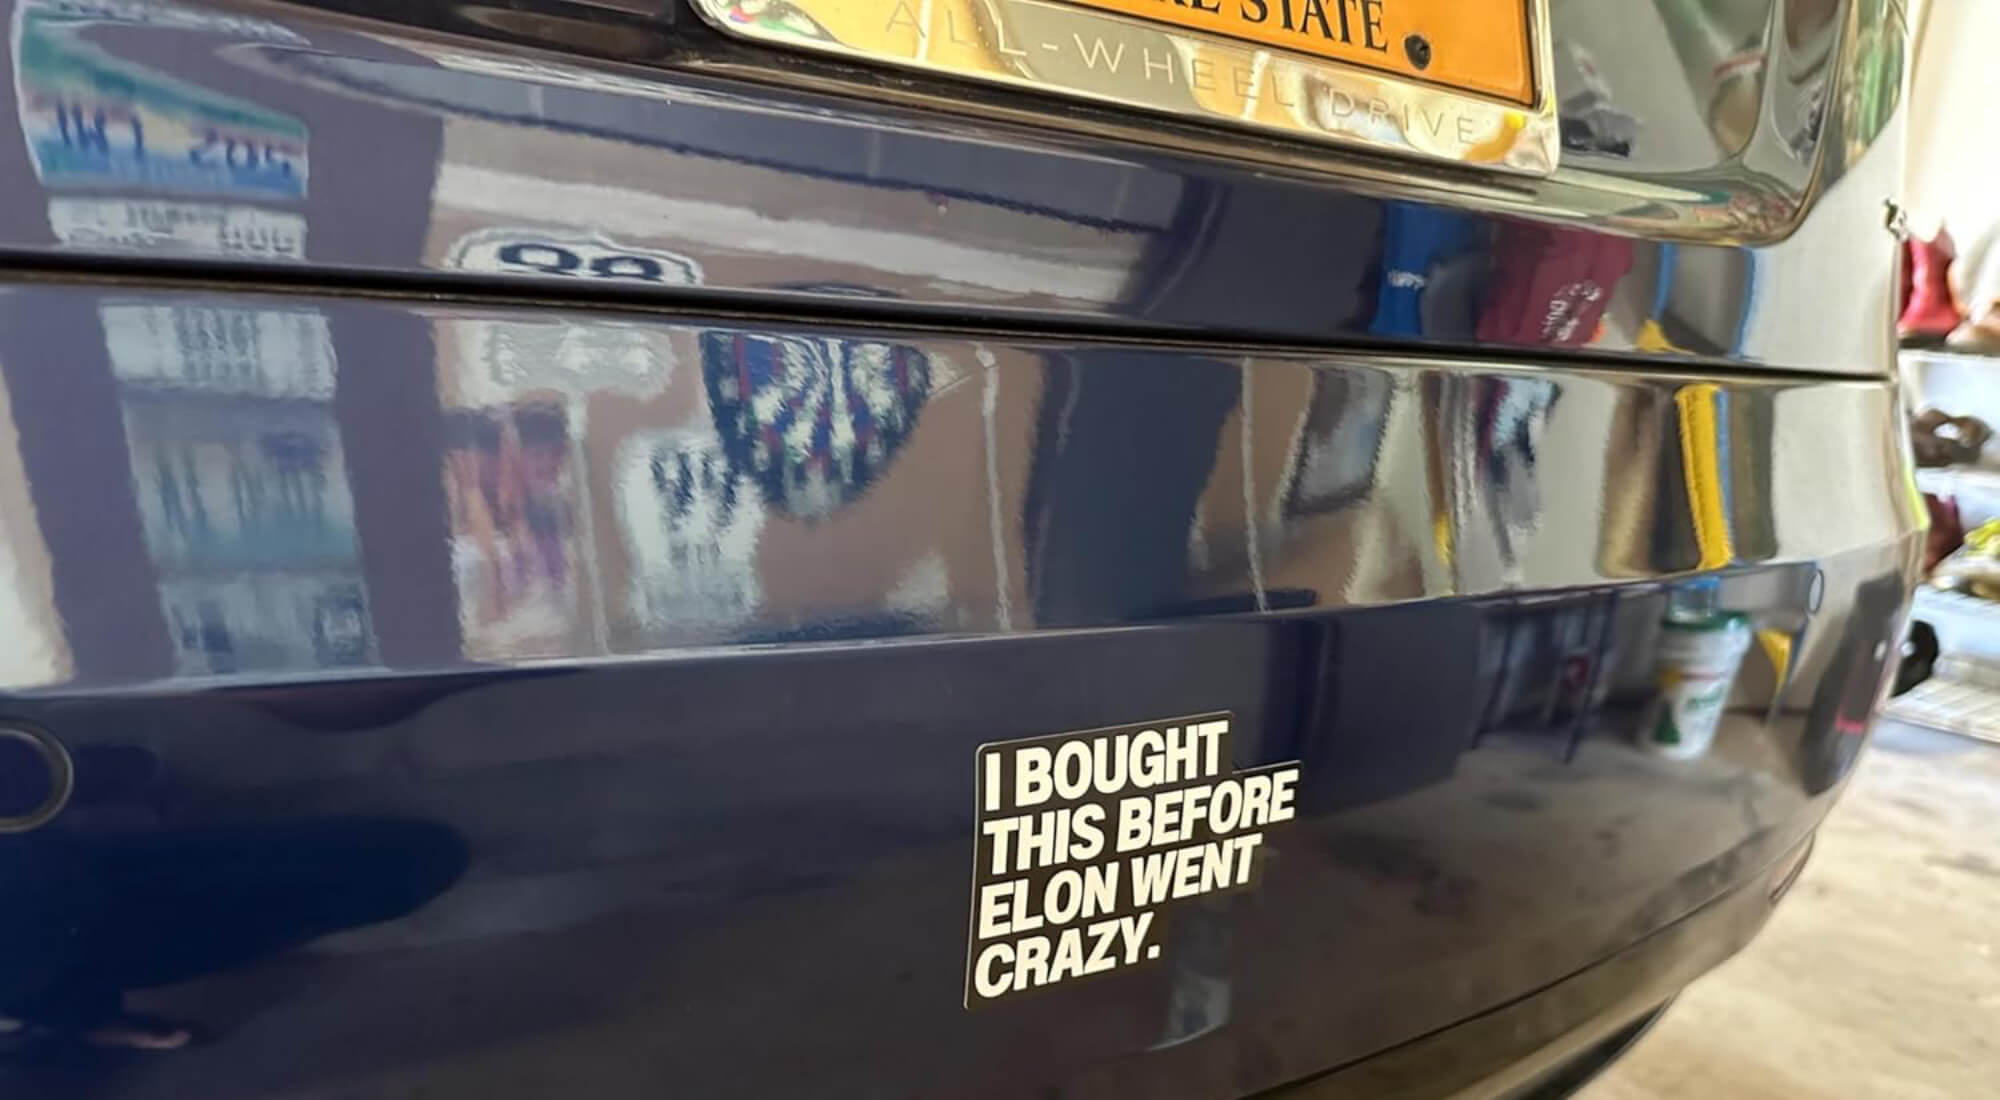 STATE
ALL-WHEEL DRIVE
I BOUGHT
THIS BEFORE
ELON WENT
CRAZY.